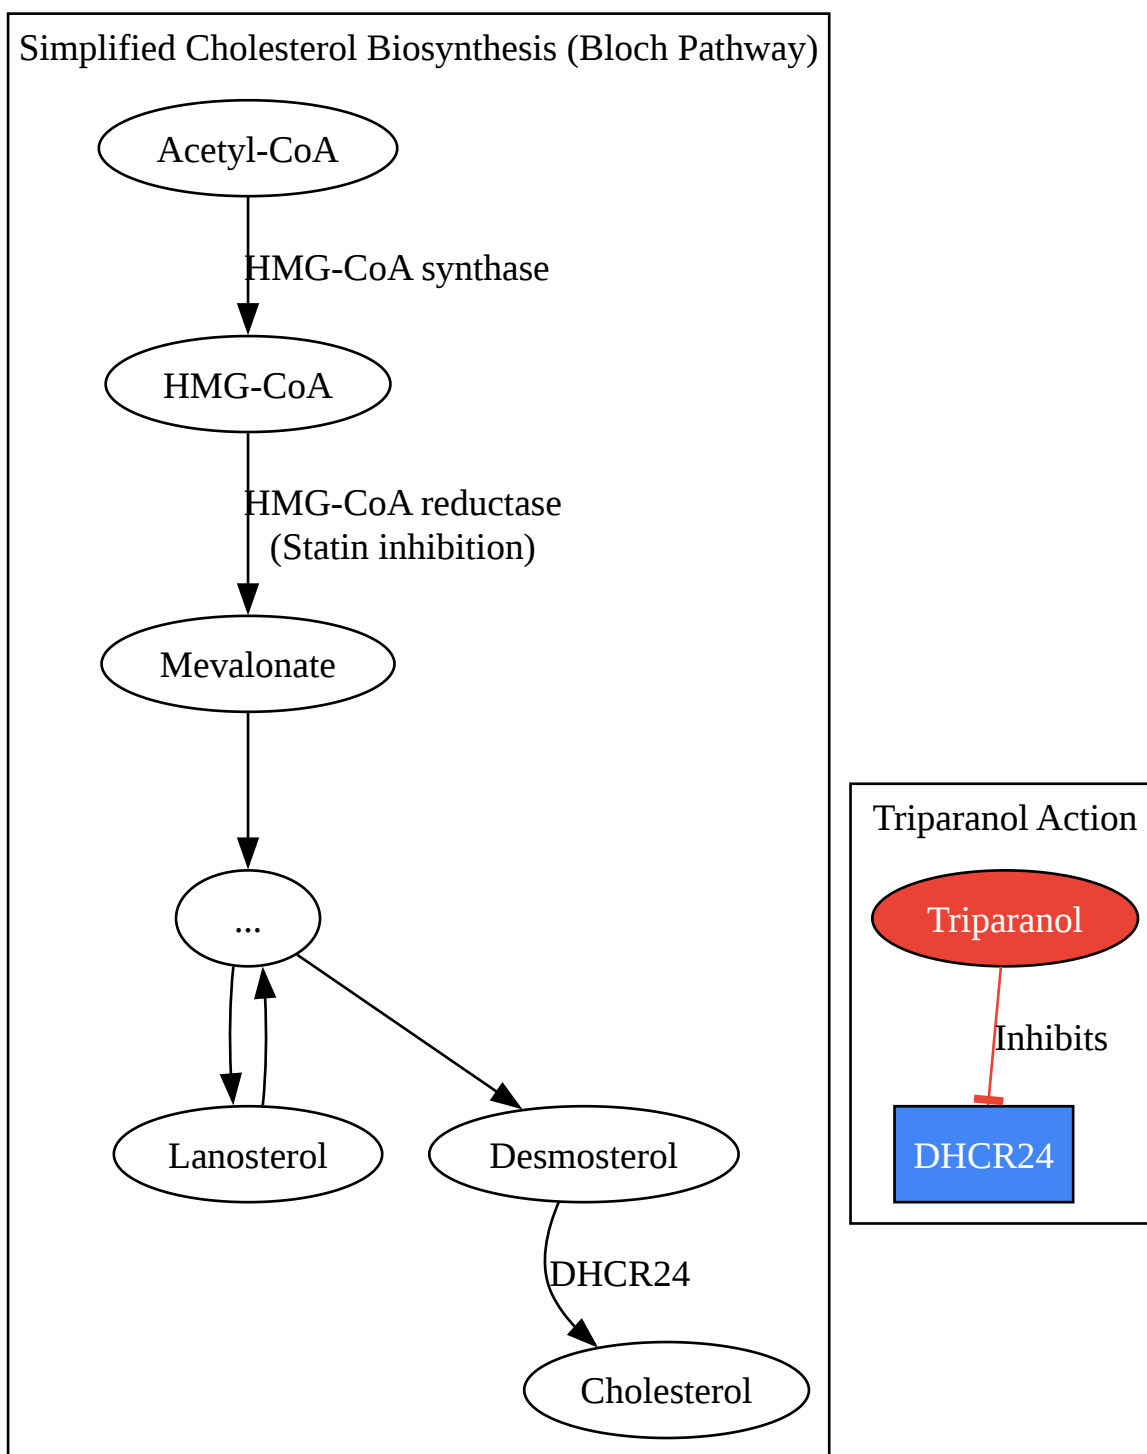 Simplified Cholesterol Biosynthesis (Bloch Pathway)
Acetyl-CoA
HMG-CoA synthase
HMG-CoA
HMG-CoA reductase
(Statin inhibition)
Mevalonate
...
Lanosterol
Desmosterol
DHCR24
Cholesterol
Triparanol Action
Triparanol
Inhibits
DHCR24